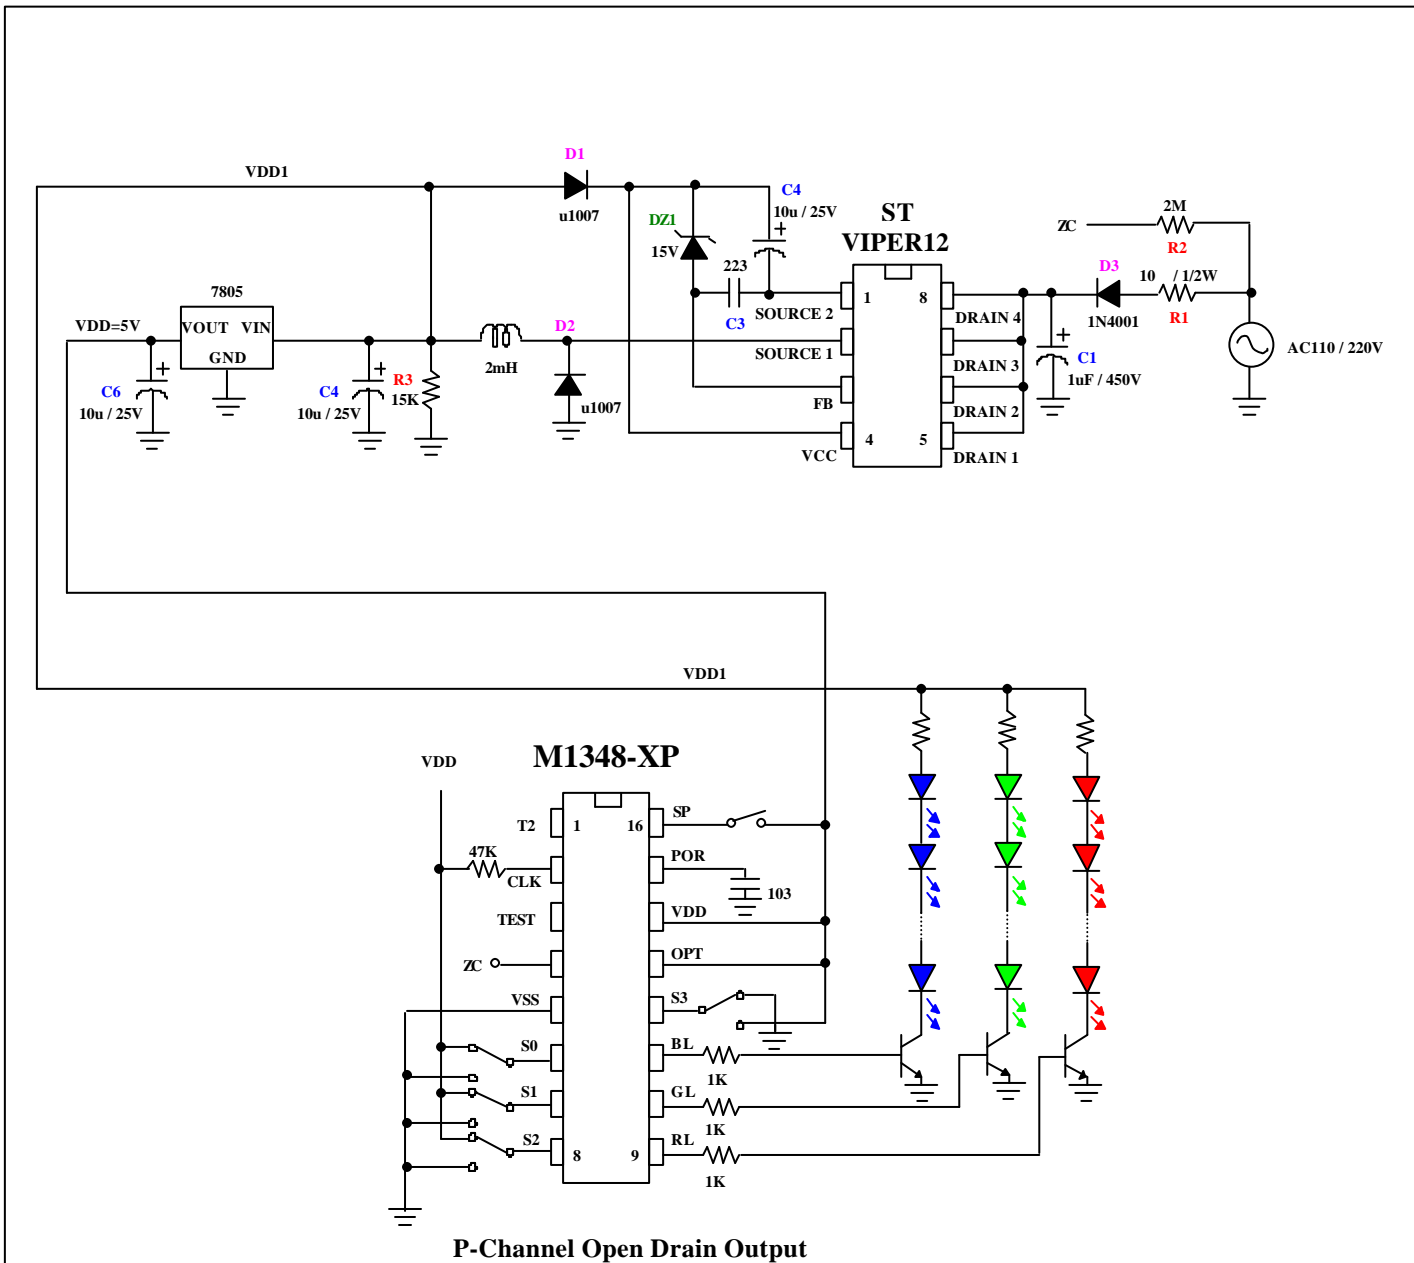 VDD1
D1
u1007
C4
10u / 25V
DZ1
15V
223
C3
ST
VIPER12
ZC
2M
R2
D3
1N4001
10 / 1/2W
R1
AC110 / 220V
C1
1uF / 450V
SOURCE 2
SOURCE 1
FB
VCC
1
8
4
5
DRAIN 4
DRAIN 3
DRAIN 2
DRAIN 1
7805
VOUT VIN
GND
VDD=5V
C6
10u / 25V
C4
10u / 25V
R3
15K
2mH
D2
u1007
VDD1
M1348-XP
VDD
47K
T2
CLK
TEST
ZC
VSS
S0
S1
S2
1
16
8
9
SP
POR
103
VDD
OPT
S3
BL
1K
GL
1K
RL
1K
P-Channel Open Drain Output